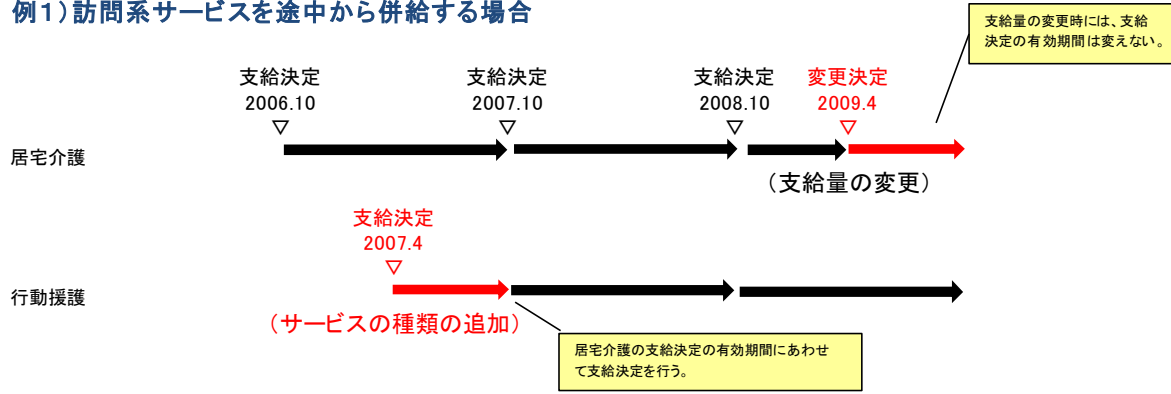 例1)訪問系サービスを途中から併給する場合
支給量の変更時には、支給
決定の有効期間は変えない。
支給決定
2006.10
▽
支給決定
2007.10
▽
支給決定
2008.10
▽
変更決定
2009.4
▽
居宅介護
(支給量の変更)
支給決定
2007.4
▽
行動援護
(サービスの種類の追加)
居宅介護の支給決定の有効期間にあわせ
て支給決定を行う。